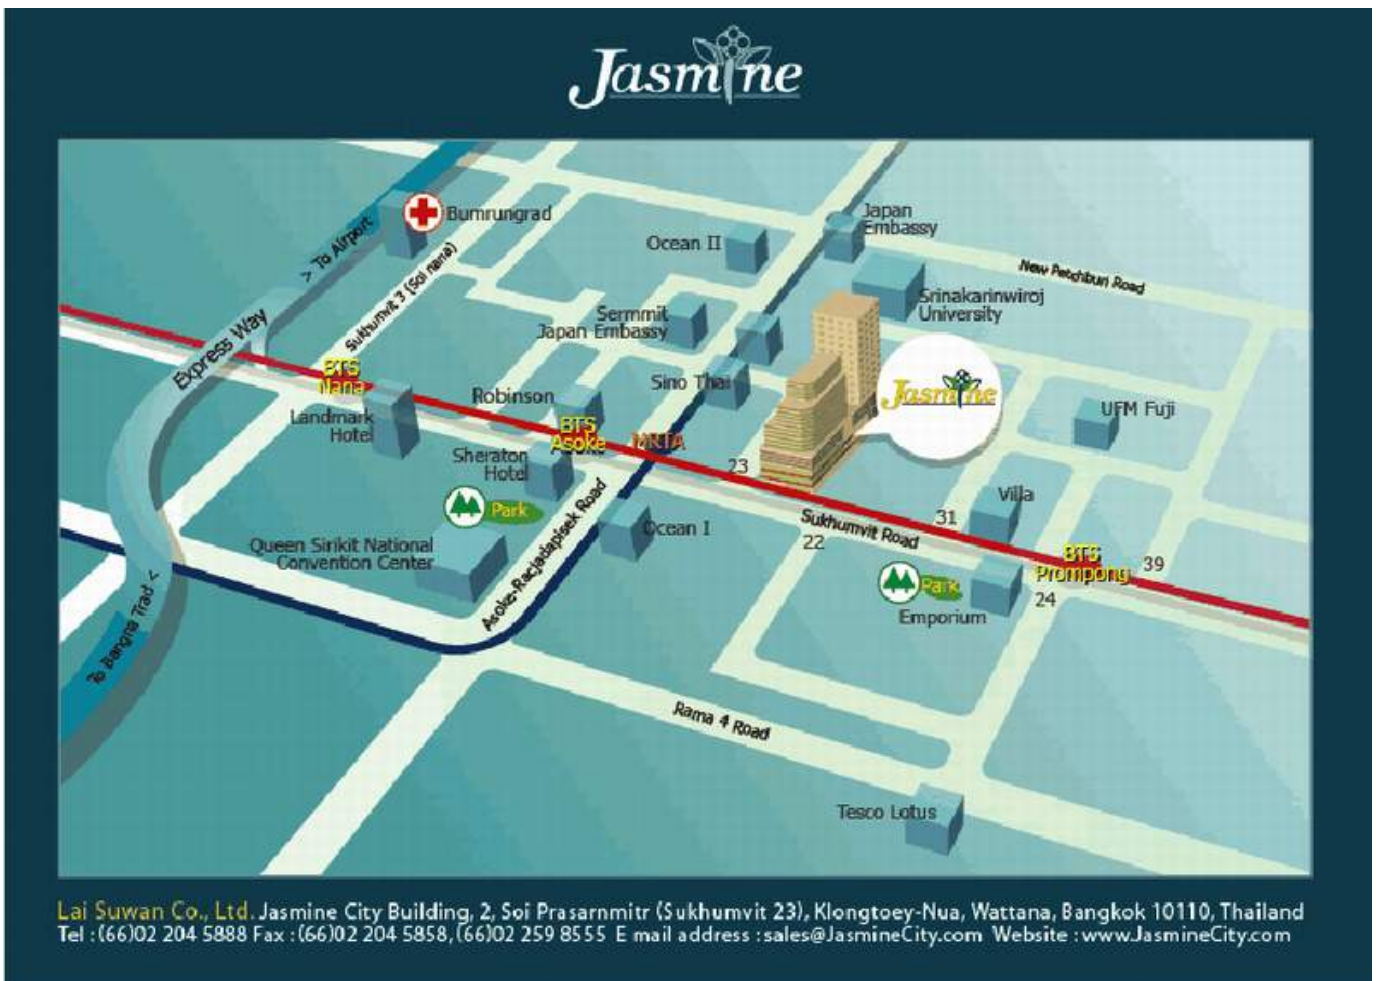 Jasmine
Bumrungrad
> To Airport
Sukhumvit 3 (Soi nana)
Express Way
Ocean II
Japan
Embassy
New Petchburi Road
Srinakarinwiroj
University
Sermmit
Japan Embassy
Sino Thai
Jasmine
UFM Fuji
BTS
Nana
Landmark
Hotel
Robinson
BTS
Asoke
MRTA
Sheraton
Hotel
23
Villa
Park
Asoke-Racjadapisek Road
Ocean I
Sukhumvit Road
31
22
Queen Sirikit National
Convention Center
BTS
Prompong
39
Park
24
Emporium
To Bangna Trad <
Rama 4 Road
Tesco Lotus
Lai Suwan Co., Ltd. Jasmine City Building, 2, Soi Prasarnmitr (Sukhumvit 23), Klongtoey-Nua, Wattana, Bangkok 10110, Thailand
Tel :(66)02 204 5888 Fax :(66)02 204 5858,(66)02 259 8555 E mail address :sales@JasmineCity.com Website :www.JasmineCity.com